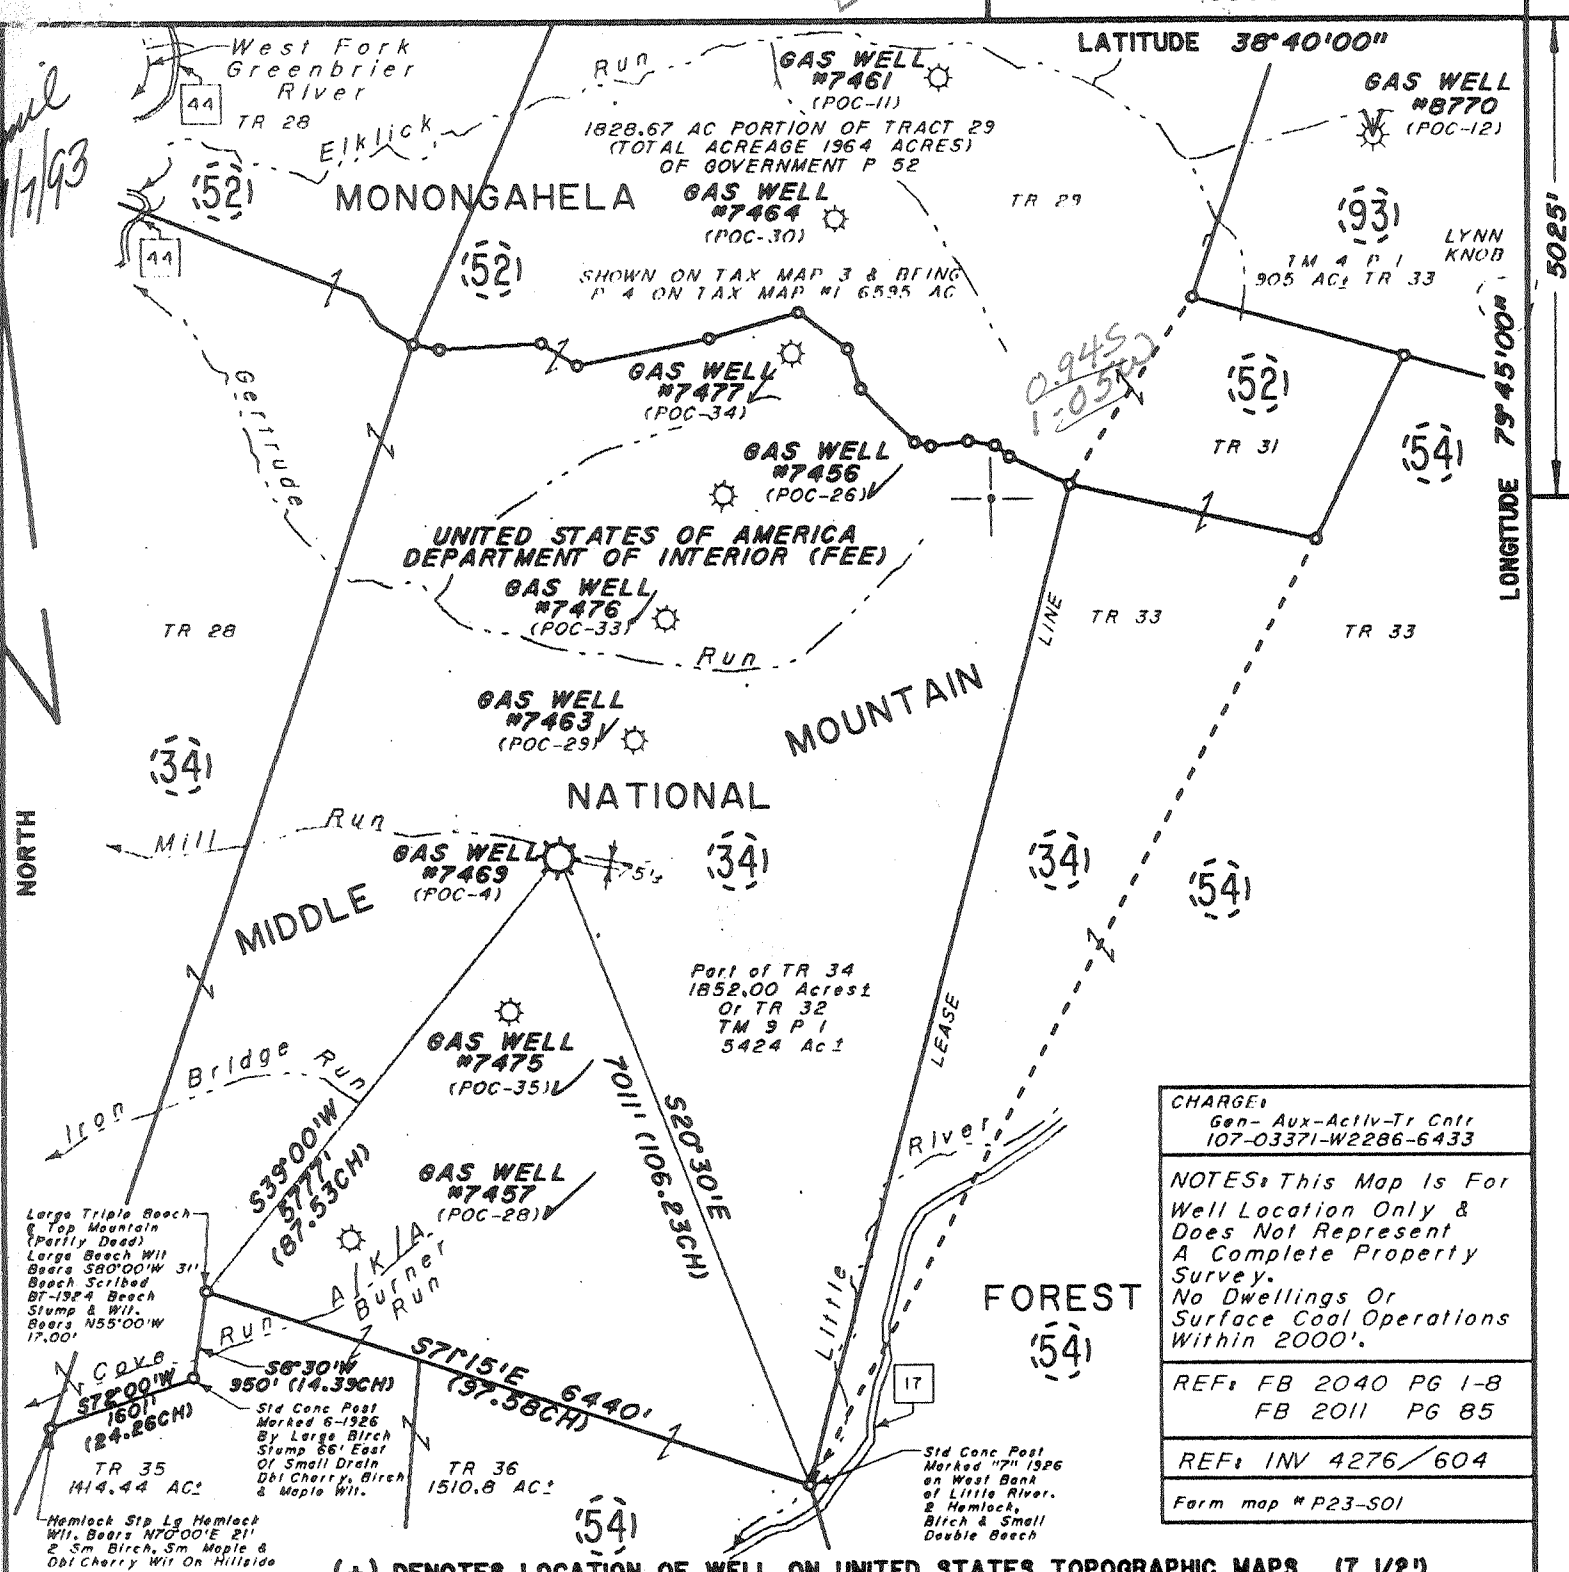 LATITUDE 38°40'00"
West Fork
Greenbrier
River
44
TR 28
Elklick Run
GAS WELL
#7461
(POC-11)
GAS WELL
#8770
(POC-12)
1828.67 AC PORTION OF TRACT 29
(TOTAL ACREAGE 1964 ACRES)
OF GOVERNMENT P 52
(52)
MONONGAHELA
GAS WELL
#7464
(POC-30)
TR 29
(93)
LYNN
KNOB
TM 4 P 1
905 AC± TR 33
5025'
44
(52)
SHOWN ON TAX MAP 3 & BEING
P 4 ON TAX MAP #1 6595 AC
LONGITUDE 79°45'00"
Gertrude
GAS WELL
#7477
(POC-34)
0.945
(52)
TR 31
(54)
GAS WELL
#7456
(POC-26)
UNITED STATES OF AMERICA
DEPARTMENT OF INTERIOR (FEE)
GAS WELL
#7476
(POC-33)
Run
TR 28
LINE
TR 33
TR 33
GAS WELL
#7463
(POC-29)
MOUNTAIN
(34)
NATIONAL
NORTH
Mill Run
GAS WELL
#7469
(POC-4)
75'±
(34)
(34)
(54)
MIDDLE
Part of TR 34
1852.00 Acres±
Or TR 32
TM 9 P 1
5424 Ac±
LEASE
GAS WELL
#7475
(POC-35)
Iron Bridge Run
S39°00'W
5777'
(87.53CH)
S20°30'E
7011' (106.23CH)
GAS WELL
#7457
(POC-28)
Little River
CHARGE:
Gen- Aux-Activ-Tr Cntr
107-03371-W2286-6433
NOTES: This Map Is For
Well Location Only &
Does Not Represent
A Complete Property
Survey.
No Dwellings Or
Surface Coal Operations
Within 2000'.
REF: FB 2040 PG 1-8
FB 2011 PG 85
REF: INV 4276/604
Farm map # P23-S01
Large Triple Beech
& Top Mountain
(Partly Dead)
Large Beech Wit
Bears S80°00'W 31'
Beech Scribed
BT-1924 Beech
Stump & Wit.
Bears N55°00'W
17.00'
A/K/A
Burner
Run
Cove Run
FOREST
(54)
17
S71°15'E 6440'
(97.58CH)
S6°30'W
950' (14.39CH)
S72°00'W
1601'
(24.26CH)
Std Conc Post
Marked 6-1926
By Large Birch
Stump 66' East
Of Small Drain
Dbl Cherry, Birch
& Maple Wit.
TR 35
1414.44 AC±
TR 36
1510.8 AC±
Std Conc Post
Marked "7" 1926
on West Bank
of Little River.
2 Hemlock,
Birch & Small
Double Beech
Hemlock Stp Lg Hemlock
Wit. Bears N70°00'E 21'
2 Sm Birch, Sm Maple &
Dbl Cherry Wit On Hillside
(54)
(+) DENOTES LOCATION OF WELL ON UNITED STATES TOPOGRAPHIC MAPS (7 1/2')